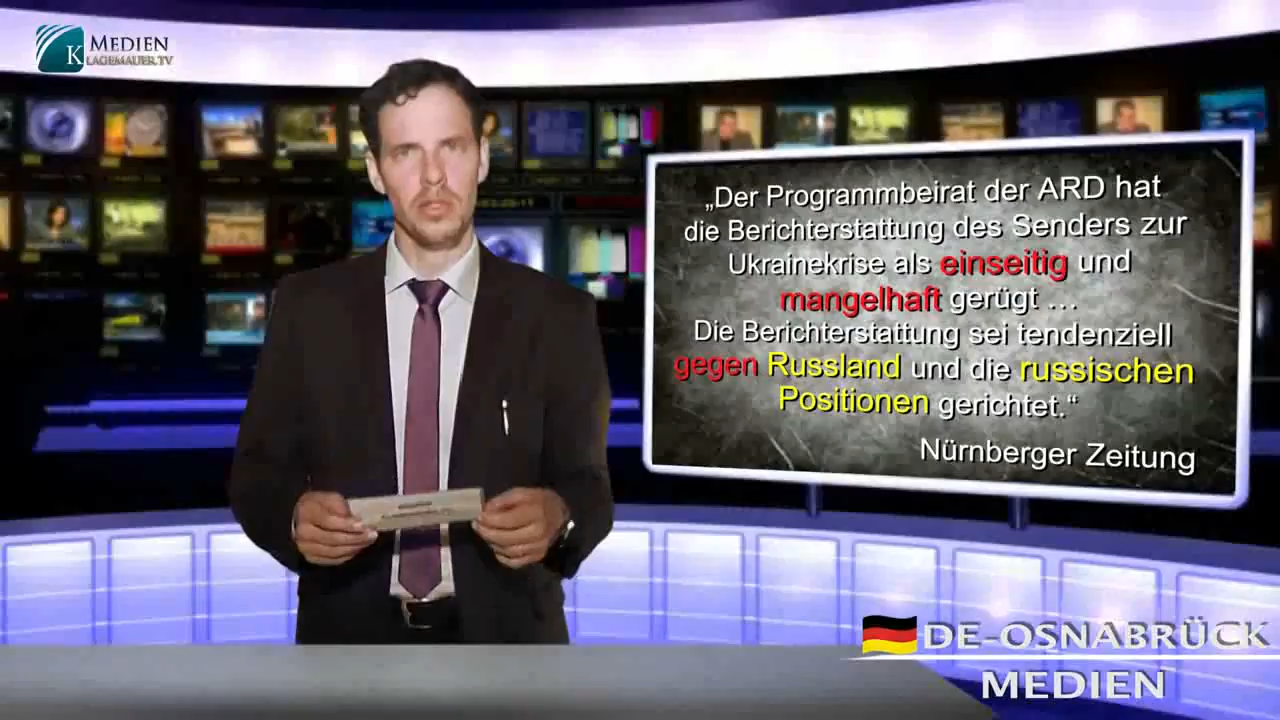 MEDIEN
KLAGEMAUER.TV
„Der Programmbeirat der ARD hat
die Berichterstattung des Senders zur
Ukrainekrise als einseitig und
mangelhaft gerügt ...
Die Berichterstattung sei tendenziell
gegen Russland und die russischen
Positionen gerichtet.“
Nürnberger Zeitung
DE-OSNABRÜCK
MEDIEN